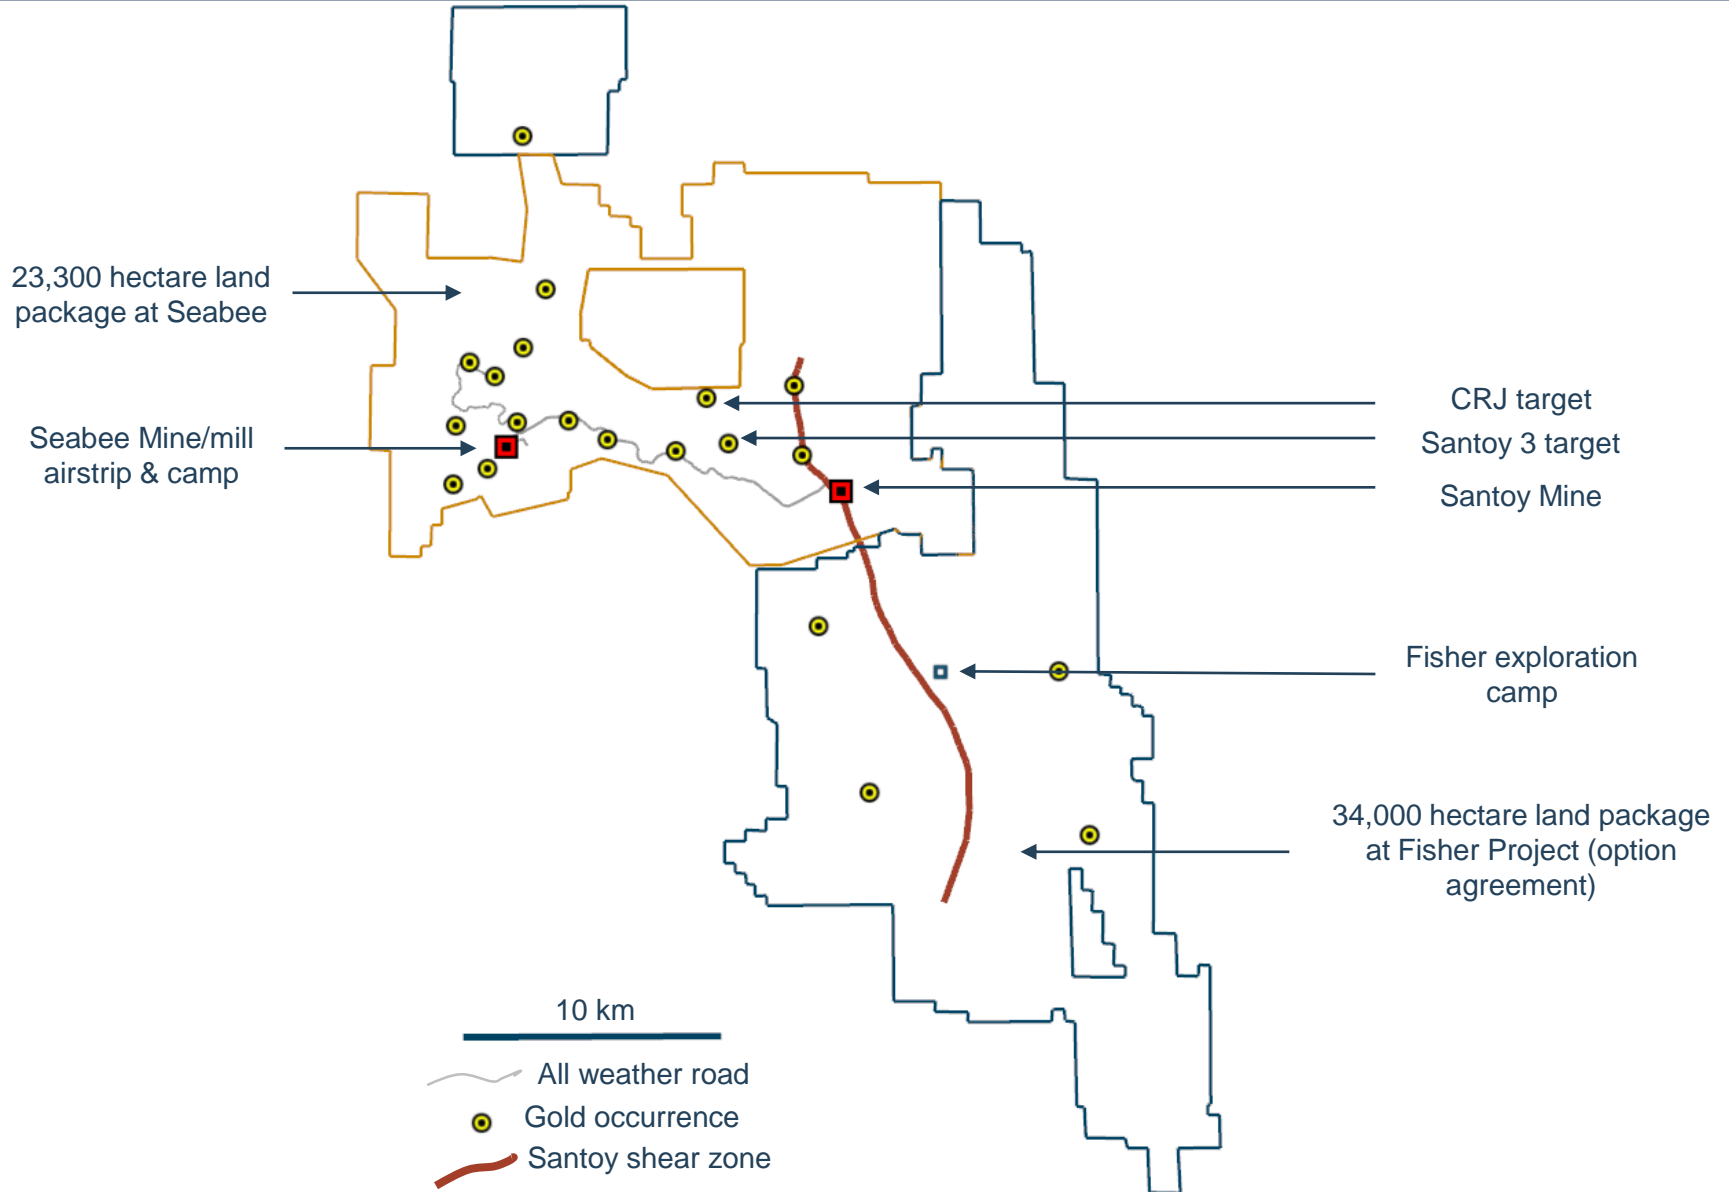 23,300 hectare land
package at Seabee
Seabee Mine/mill
airstrip & camp
CRJ target
Santoy 3 target
Santoy Mine
Fisher exploration
camp
34,000 hectare land package
at Fisher Project (option
agreement)
10 km
All weather road
Gold occurrence
Santoy shear zone